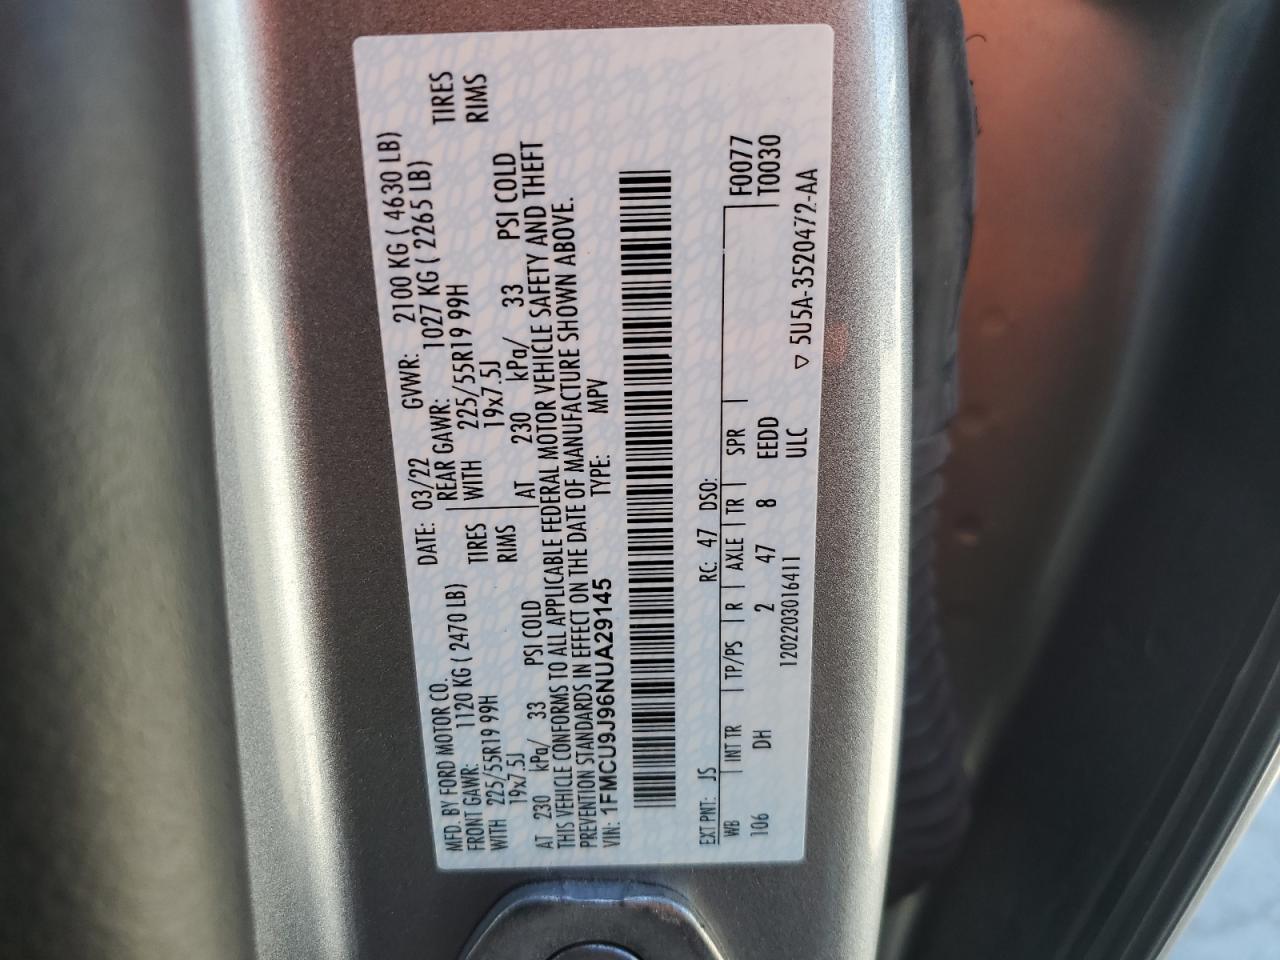 MFD. BY FORD MOTOR CO. DATE: 03/22 GVWR: 2100 KG ( 4630 LB)
FRONT GAWR: 1120 KG ( 2470 LB) REAR GAWR: 1027 KG ( 2265 LB)
WITH 225/55R19 99H TIRES WITH 225/55R19 99H TIRES
19x7.5J RIMS 19x7.5J RIMS
AT 230 kPa/ 33 PSI COLD AT 230 kPa/ 33 PSI COLD
THIS VEHICLE CONFORMS TO ALL APPLICABLE FEDERAL MOTOR VEHICLE SAFETY AND THEFT
PREVENTION STANDARDS IN EFFECT ON THE DATE OF MANUFACTURE SHOWN ABOVE.
VIN: 1FMCU9J96NUA29145 TYPE: MPV
EXT PNT: JS RC: 47 DSO:
WB INT TR TP/PS R AXLE TR SPR F0077
106 DH 2 47 8 EEDD T0030
1202203016411 ULC ▽ 5U5A-3520472-AA